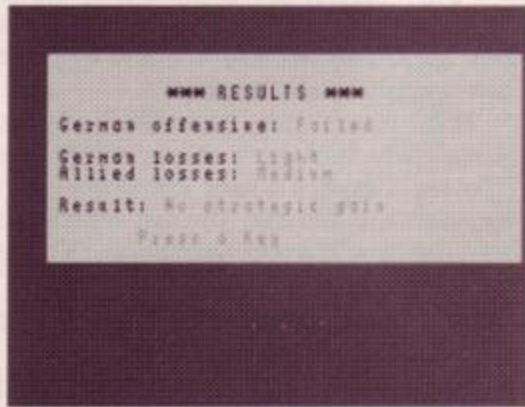 *** RESULTS ***
German offensive: Failed
German losses: Light
Allied losses: Medium
Result: No strategic gain
Press a Key